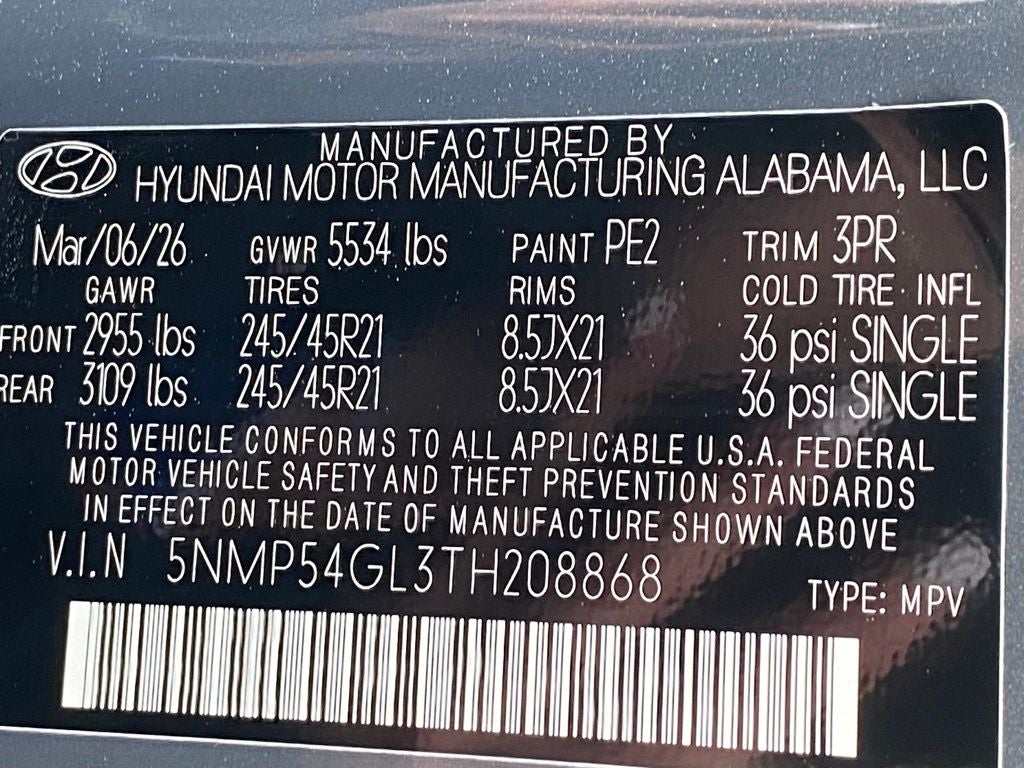 MANUFACTURED BY
HYUNDAI MOTOR MANUFACTURING ALABAMA, LLC
Mar/06/26 GVWR 5534 lbs PAINT PE2 TRIM 3PR
GAWR TIRES RIMS COLD TIRE INFL
FRONT 2955 lbs 245/45R21 8.5JX21 36 psi SINGLE
REAR 3109 lbs 245/45R21 8.5JX21 36 psi SINGLE
THIS VEHICLE CONFORMS TO ALL APPLICABLE U.S.A. FEDERAL
MOTOR VEHICLE SAFETY AND THEFT PREVENTION STANDARDS
IN EFFECT ON THE DATE OF MANUFACTURE SHOWN ABOVE
V.I.N 5NMP54GL3TH208868 TYPE: MPV